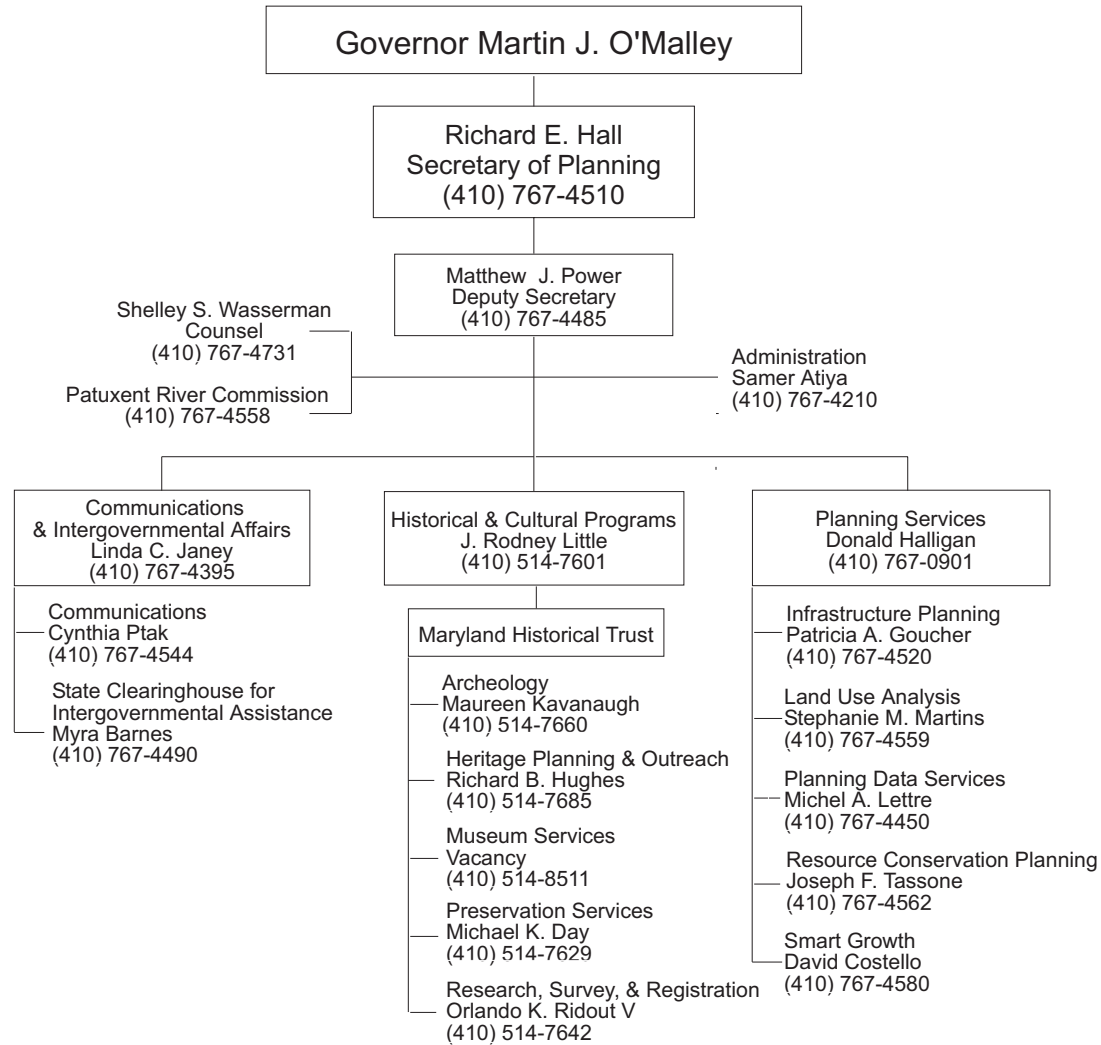 Governor Martin J. O'Malley
Richard E. Hall
Secretary of Planning
(410) 767-4510
Matthew J. Power
Deputy Secretary
(410) 767-4485
Shelley S. Wasserman
Counsel
(410) 767-4731
Patuxent River Commission
(410) 767-4558
Administration
Samer Atiya
(410) 767-4210
Communications
& Intergovernmental Affairs
Linda C. Janey
(410) 767-4395
Communications
Cynthia Ptak
(410) 767-4544
State Clearinghouse for
Intergovernmental Assistance
Myra Barnes
(410) 767-4490
Historical & Cultural Programs
J. Rodney Little
(410) 514-7601
Maryland Historical Trust
Archeology
Maureen Kavanaugh
(410) 514-7660
Heritage Planning & Outreach
Richard B. Hughes
(410) 514-7685
Museum Services
Vacancy
(410) 514-8511
Preservation Services
Michael K. Day
(410) 514-7629
Research, Survey, & Registration
Orlando K. Ridout V
(410) 514-7642
Planning Services
Donald Halligan
(410) 767-0901
Infrastructure Planning
Patricia A. Goucher
(410) 767-4520
Land Use Analysis
Stephanie M. Martins
(410) 767-4559
Planning Data Services
Michel A. Lettre
(410) 767-4450
Resource Conservation Planning
Joseph F. Tassone
(410) 767-4562
Smart Growth
David Costello
(410) 767-4580